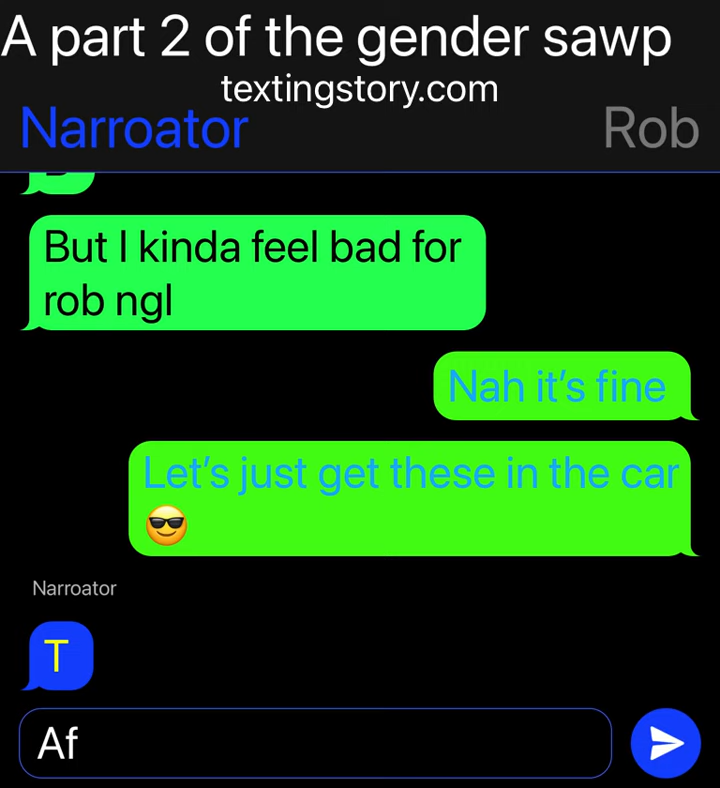 A part 2 of the gender sawp
textingstory.com
Narroator
Rob
But I kinda feel bad for
rob ngl
Nah it’s fine
Let’s just get these in the car
😎
Narroator
T
Af